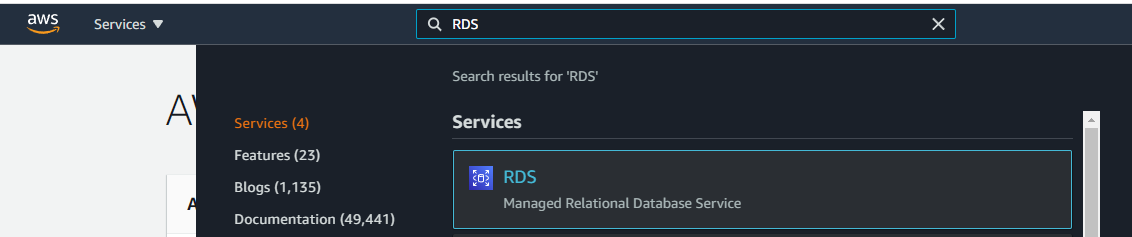 aws
Services ▼
RDS
Search results for 'RDS'
Services (4)
Features (23)
Blogs (1,135)
Documentation (49,441)
Services
RDS
Managed Relational Database Service